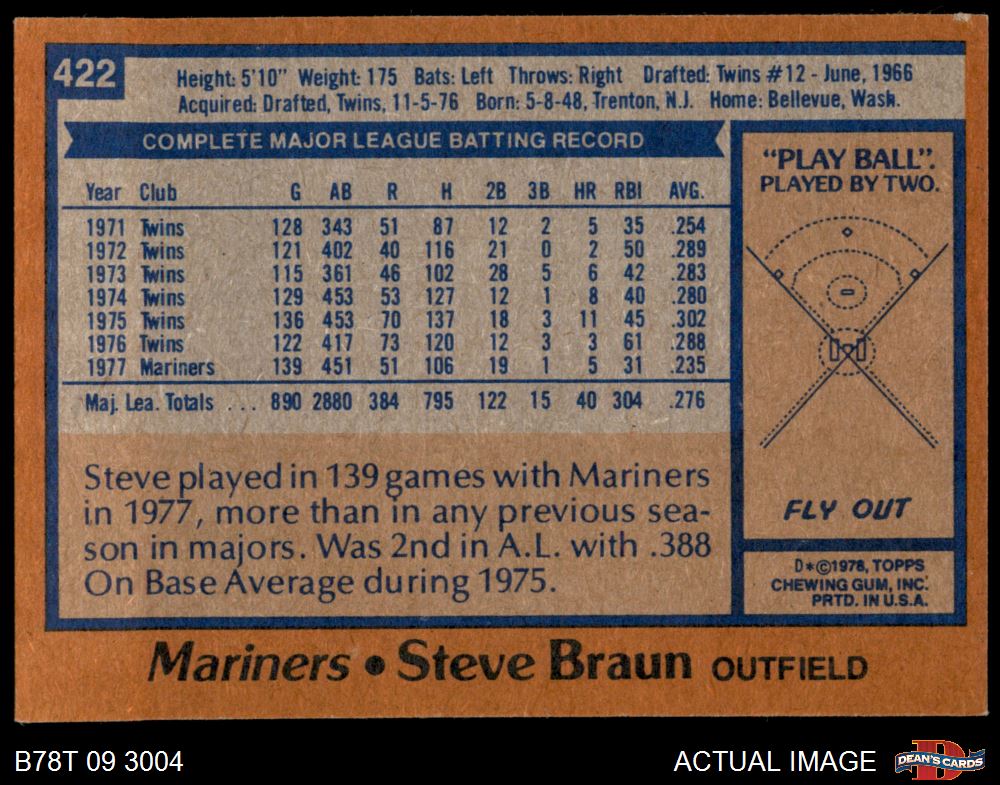 422
Height: 5'10" Weight: 175 Bats: Left Throws: Right Drafted: Twins #12 - June, 1966
Acquired: Drafted, Twins, 11-5-76 Born: 5-8-48, Trenton, N.J. Home: Bellevue, Wash.
COMPLETE MAJOR LEAGUE BATTING RECORD
Year Club G AB R H 2B 3B HR RBI AVG.
1971 Twins 128 343 51 87 12 2 5 35 .254
1972 Twins 121 402 40 116 21 0 2 50 .289
1973 Twins 115 361 46 102 28 5 6 42 .283
1974 Twins 129 453 53 127 12 1 8 40 .280
1975 Twins 136 453 70 137 18 3 11 45 .302
1976 Twins 122 417 73 120 12 3 3 61 .288
1977 Mariners 139 451 51 106 19 1 5 31 .235
Maj. Lea. Totals ... 890 2880 384 795 122 15 40 304 .276
Steve played in 139 games with Mariners
in 1977, more than in any previous sea-
son in majors. Was 2nd in A.L. with .388
On Base Average during 1975.
"PLAY BALL".
PLAYED BY TWO.
FLY OUT
D*©1978, TOPPS
CHEWING GUM, INC.
PRTD. IN U.S.A.
Mariners • Steve Braun OUTFIELD
B78T 09 3004
ACTUAL IMAGE
D
DEAN'S CARDS